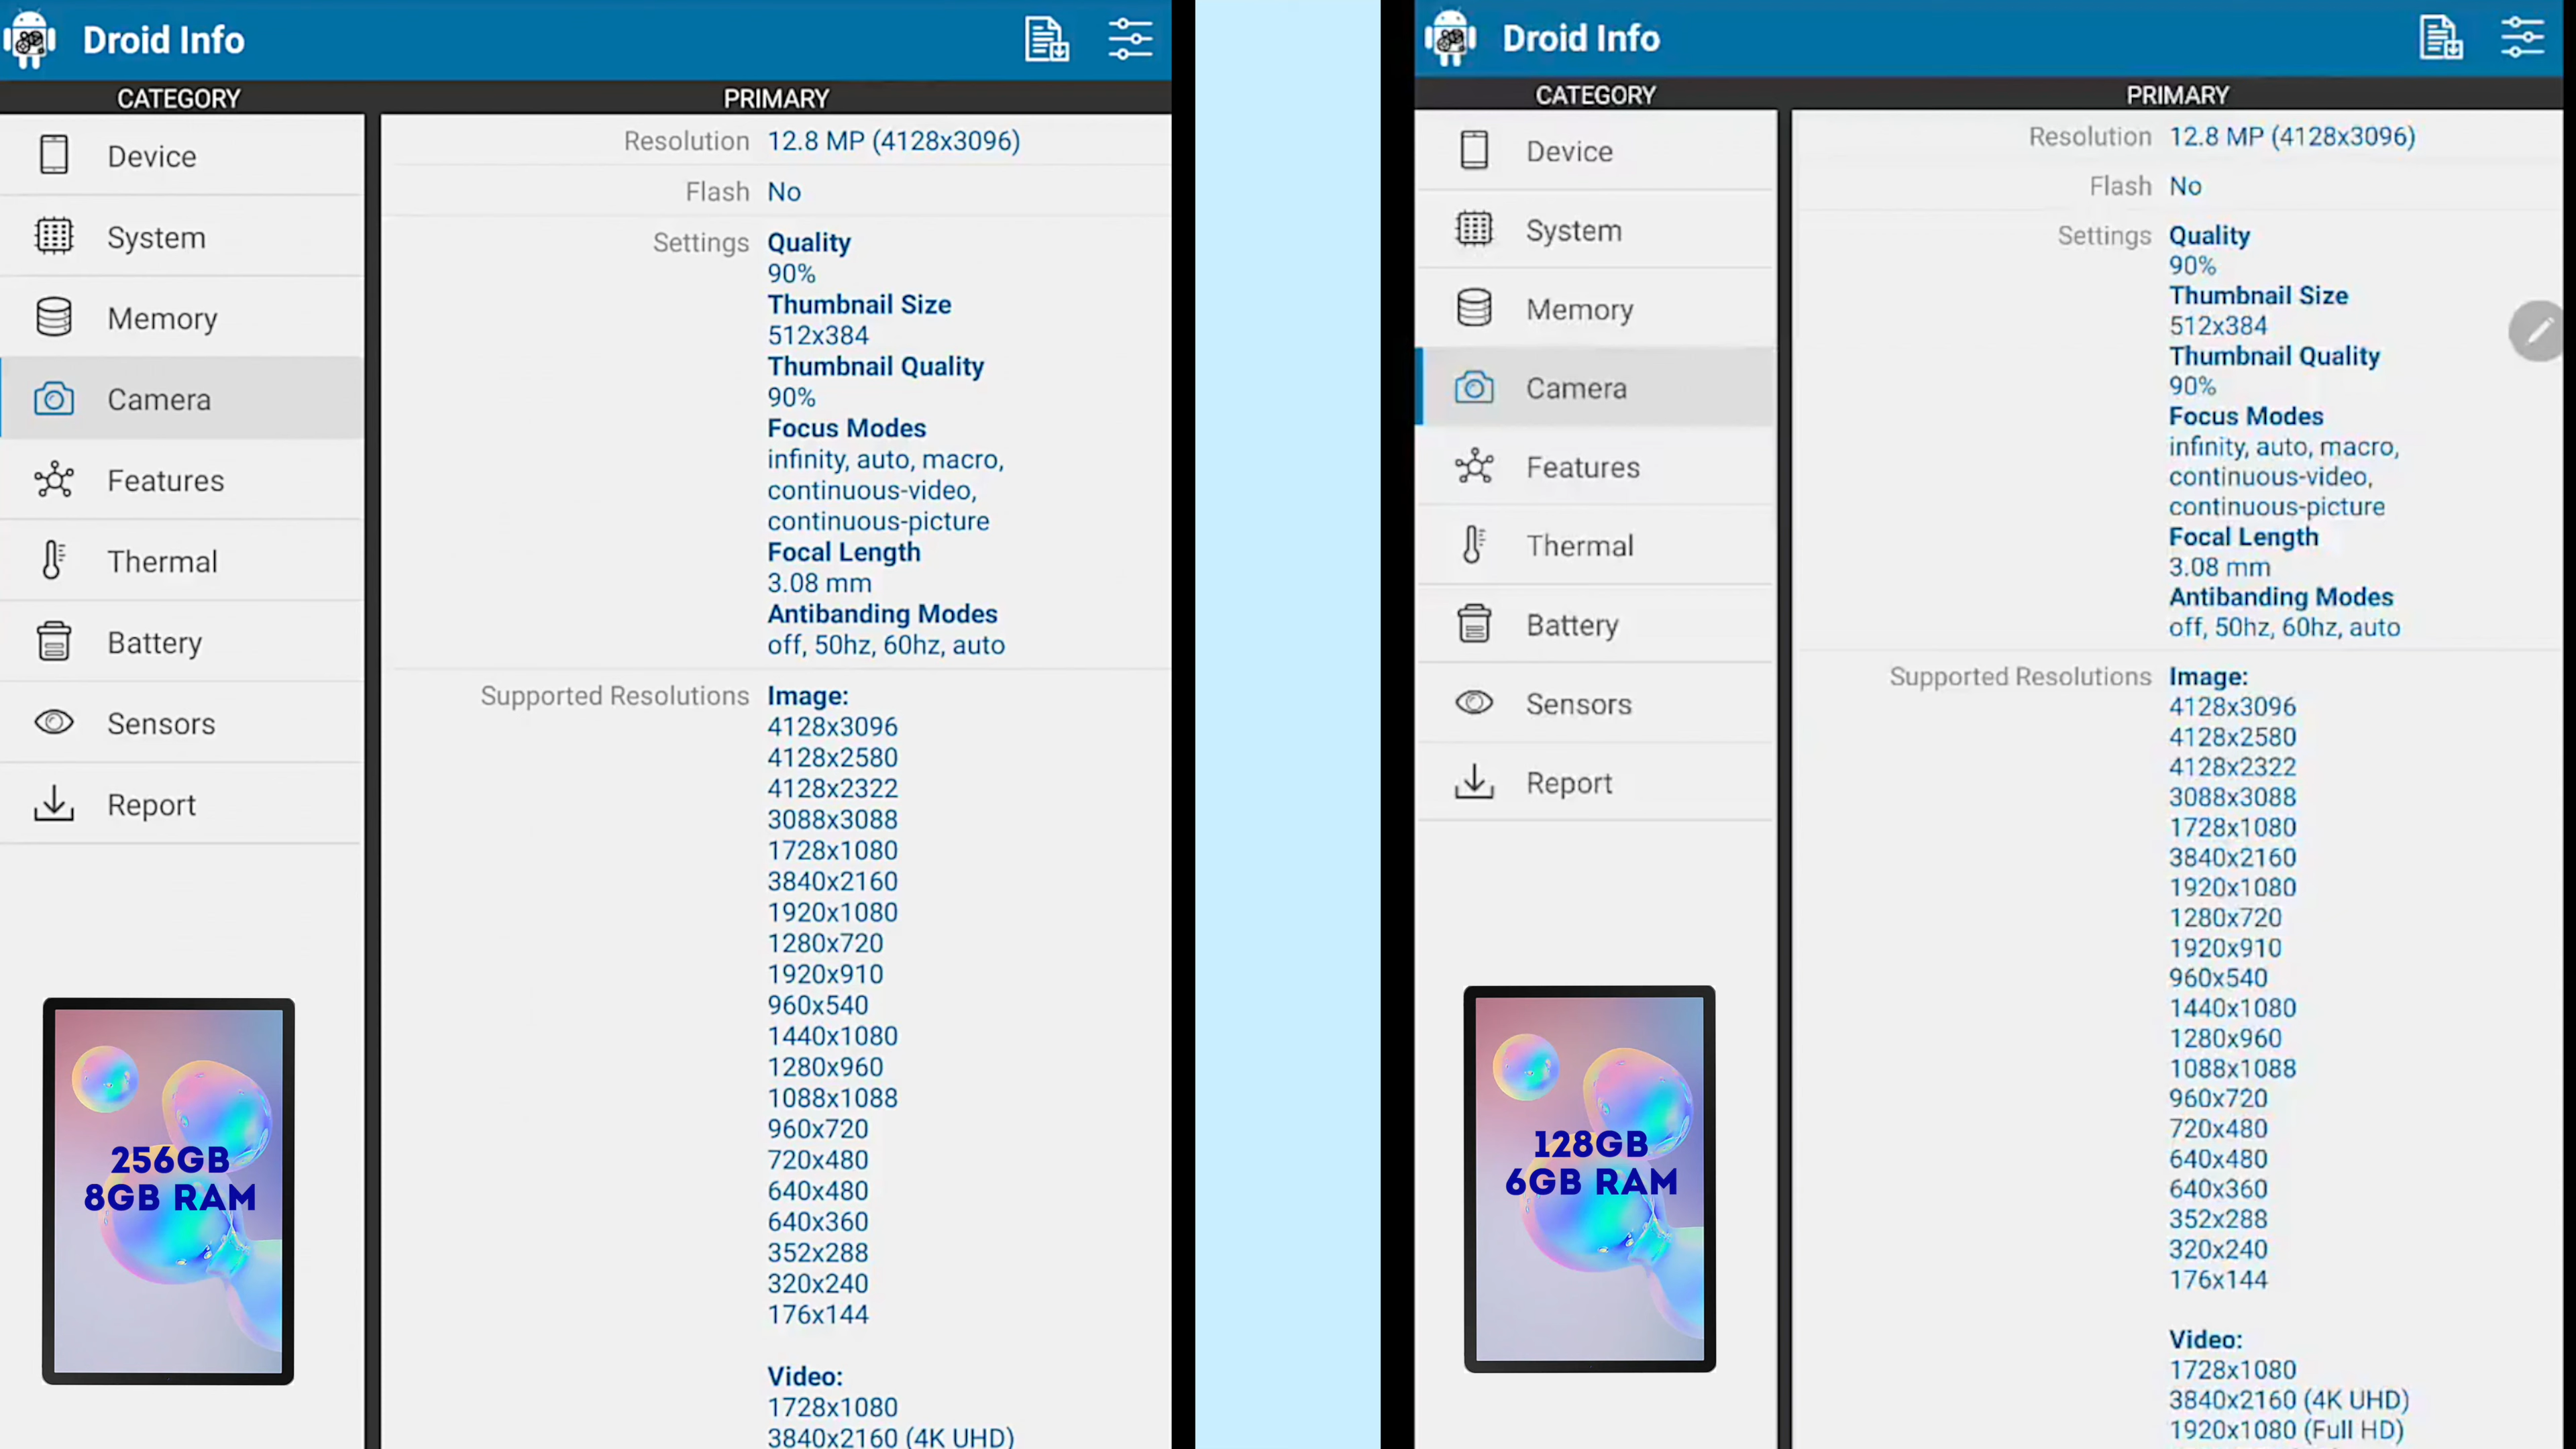 Droid Info
CATEGORY
PRIMARY
Device
System
Memory
Camera
Features
Thermal
Battery
Sensors
Report
Resolution 12.8 MP (4128x3096)
Flash No
Settings Quality
90%
Thumbnail Size
512x384
Thumbnail Quality
90%
Focus Modes
infinity, auto, macro,
continuous-video,
continuous-picture
Focal Length
3.08 mm
Antibanding Modes
off, 50hz, 60hz, auto
Supported Resolutions Image:
4128x3096
4128x2580
4128x2322
3088x3088
1728x1080
3840x2160
1920x1080
1280x720
1920x910
960x540
1440x1080
1280x960
1088x1088
960x720
720x480
640x480
640x360
352x288
320x240
176x144
Video:
1728x1080
3840x2160 (4K UHD)
256GB
8GB RAM
Droid Info
CATEGORY
PRIMARY
Device
System
Memory
Camera
Features
Thermal
Battery
Sensors
Report
Resolution 12.8 MP (4128x3096)
Flash No
Settings Quality
90%
Thumbnail Size
512x384
Thumbnail Quality
90%
Focus Modes
infinity, auto, macro,
continuous-video,
continuous-picture
Focal Length
3.08 mm
Antibanding Modes
off, 50hz, 60hz, auto
Supported Resolutions Image:
4128x3096
4128x2580
4128x2322
3088x3088
1728x1080
3840x2160
1920x1080
1280x720
1920x910
960x540
1440x1080
1280x960
1088x1088
960x720
720x480
640x480
640x360
352x288
320x240
176x144
Video:
1728x1080
3840x2160 (4K UHD)
1920x1080 (Full HD)
128GB
6GB RAM